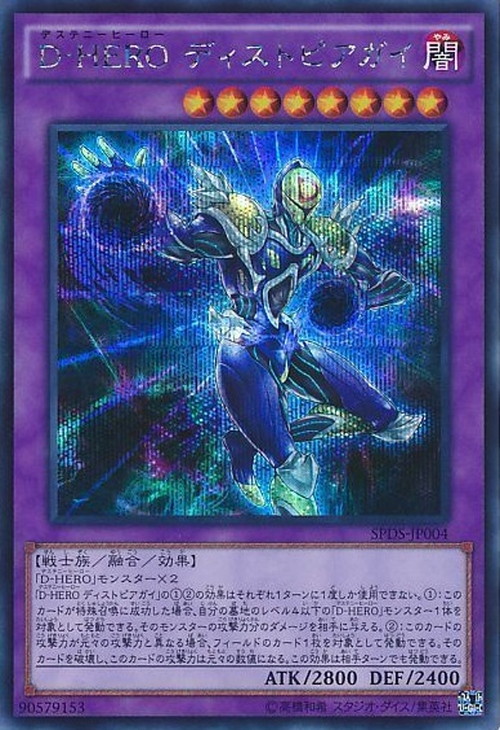 デステニーヒーロー
D-HERO ディストピアガイ
やみ
闇
SPDS-JP004
【戦士族/融合/効果】
「D-HERO」モンスター×2
「D-HERO ディストピアガイ」の①②の効果はそれぞれ1ターンに1度しか使用できない。①:この
カードが特殊召喚に成功した場合、自分の墓地のレベル4以下の「D-HERO」モンスター1体を
対象として発動できる。そのモンスターの攻撃力分のダメージを相手に与える。②:このカードの
攻撃力が元々の攻撃力と異なる場合、フィールドのカード1枚を対象として発動できる。その
カードを破壊し、このカードの攻撃力は元々の数値になる。この効果は相手ターンでも発動できる。
ATK/2800 DEF/2400
90579153
©高橋和希 スタジオ・ダイス/集英社